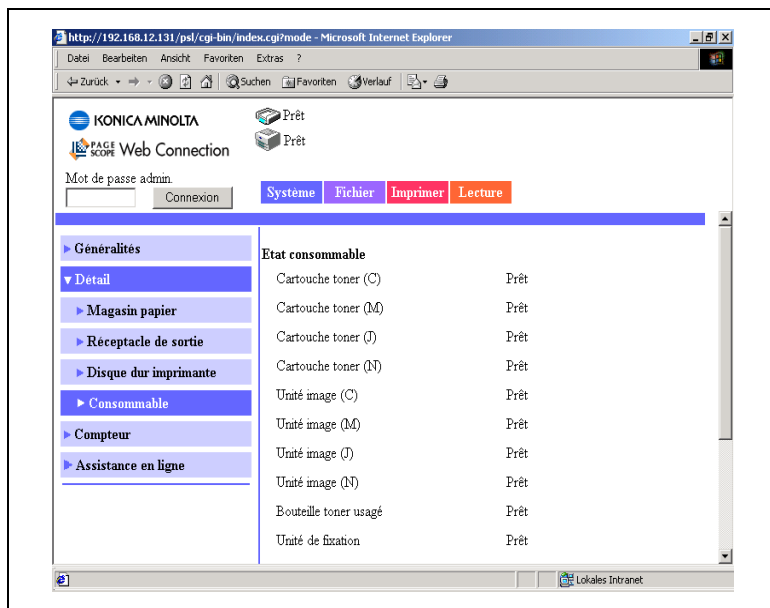 http://192.168.12.131/psl/cgi-bin/index.cgi?mode - Microsoft Internet Explorer
Datei Bearbeiten Ansicht Favoriten Extras ?
Zurück Suchen Favoriten Verlauf
KONICA MINOLTA
Prêt
PAGE SCOPE Web Connection
Prêt
Mot de passe admin.
Connexion
Système Fichier Imprimer Lecture
Généralités
Détail
Magasin papier
Réceptacle de sortie
Disque dur imprimante
Consommable
Compteur
Assistance en ligne
Etat consommable
Cartouche toner (C) Prêt
Cartouche toner (M) Prêt
Cartouche toner (J) Prêt
Cartouche toner (N) Prêt
Unité image (C) Prêt
Unité image (M) Prêt
Unité image (J) Prêt
Unité image (N) Prêt
Bouteille toner usagé Prêt
Unité de fixation Prêt
Lokales Intranet